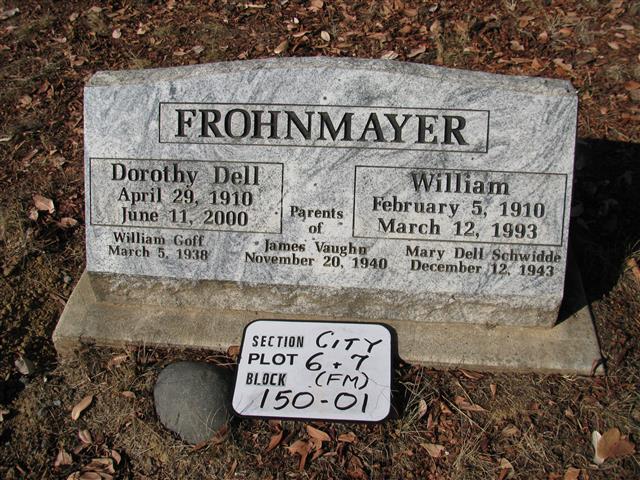 FROHNMAYER
Dorothy Dell
April 29, 1910
June 11, 2000
William
February 5, 1910
March 12, 1993
Parents
of
William Goff
March 5, 1938
James Vaughn
November 20, 1940
Mary Dell Schwidde
December 12, 1943
SECTION CITY
PLOT 6+7
BLOCK (FM)
150-01